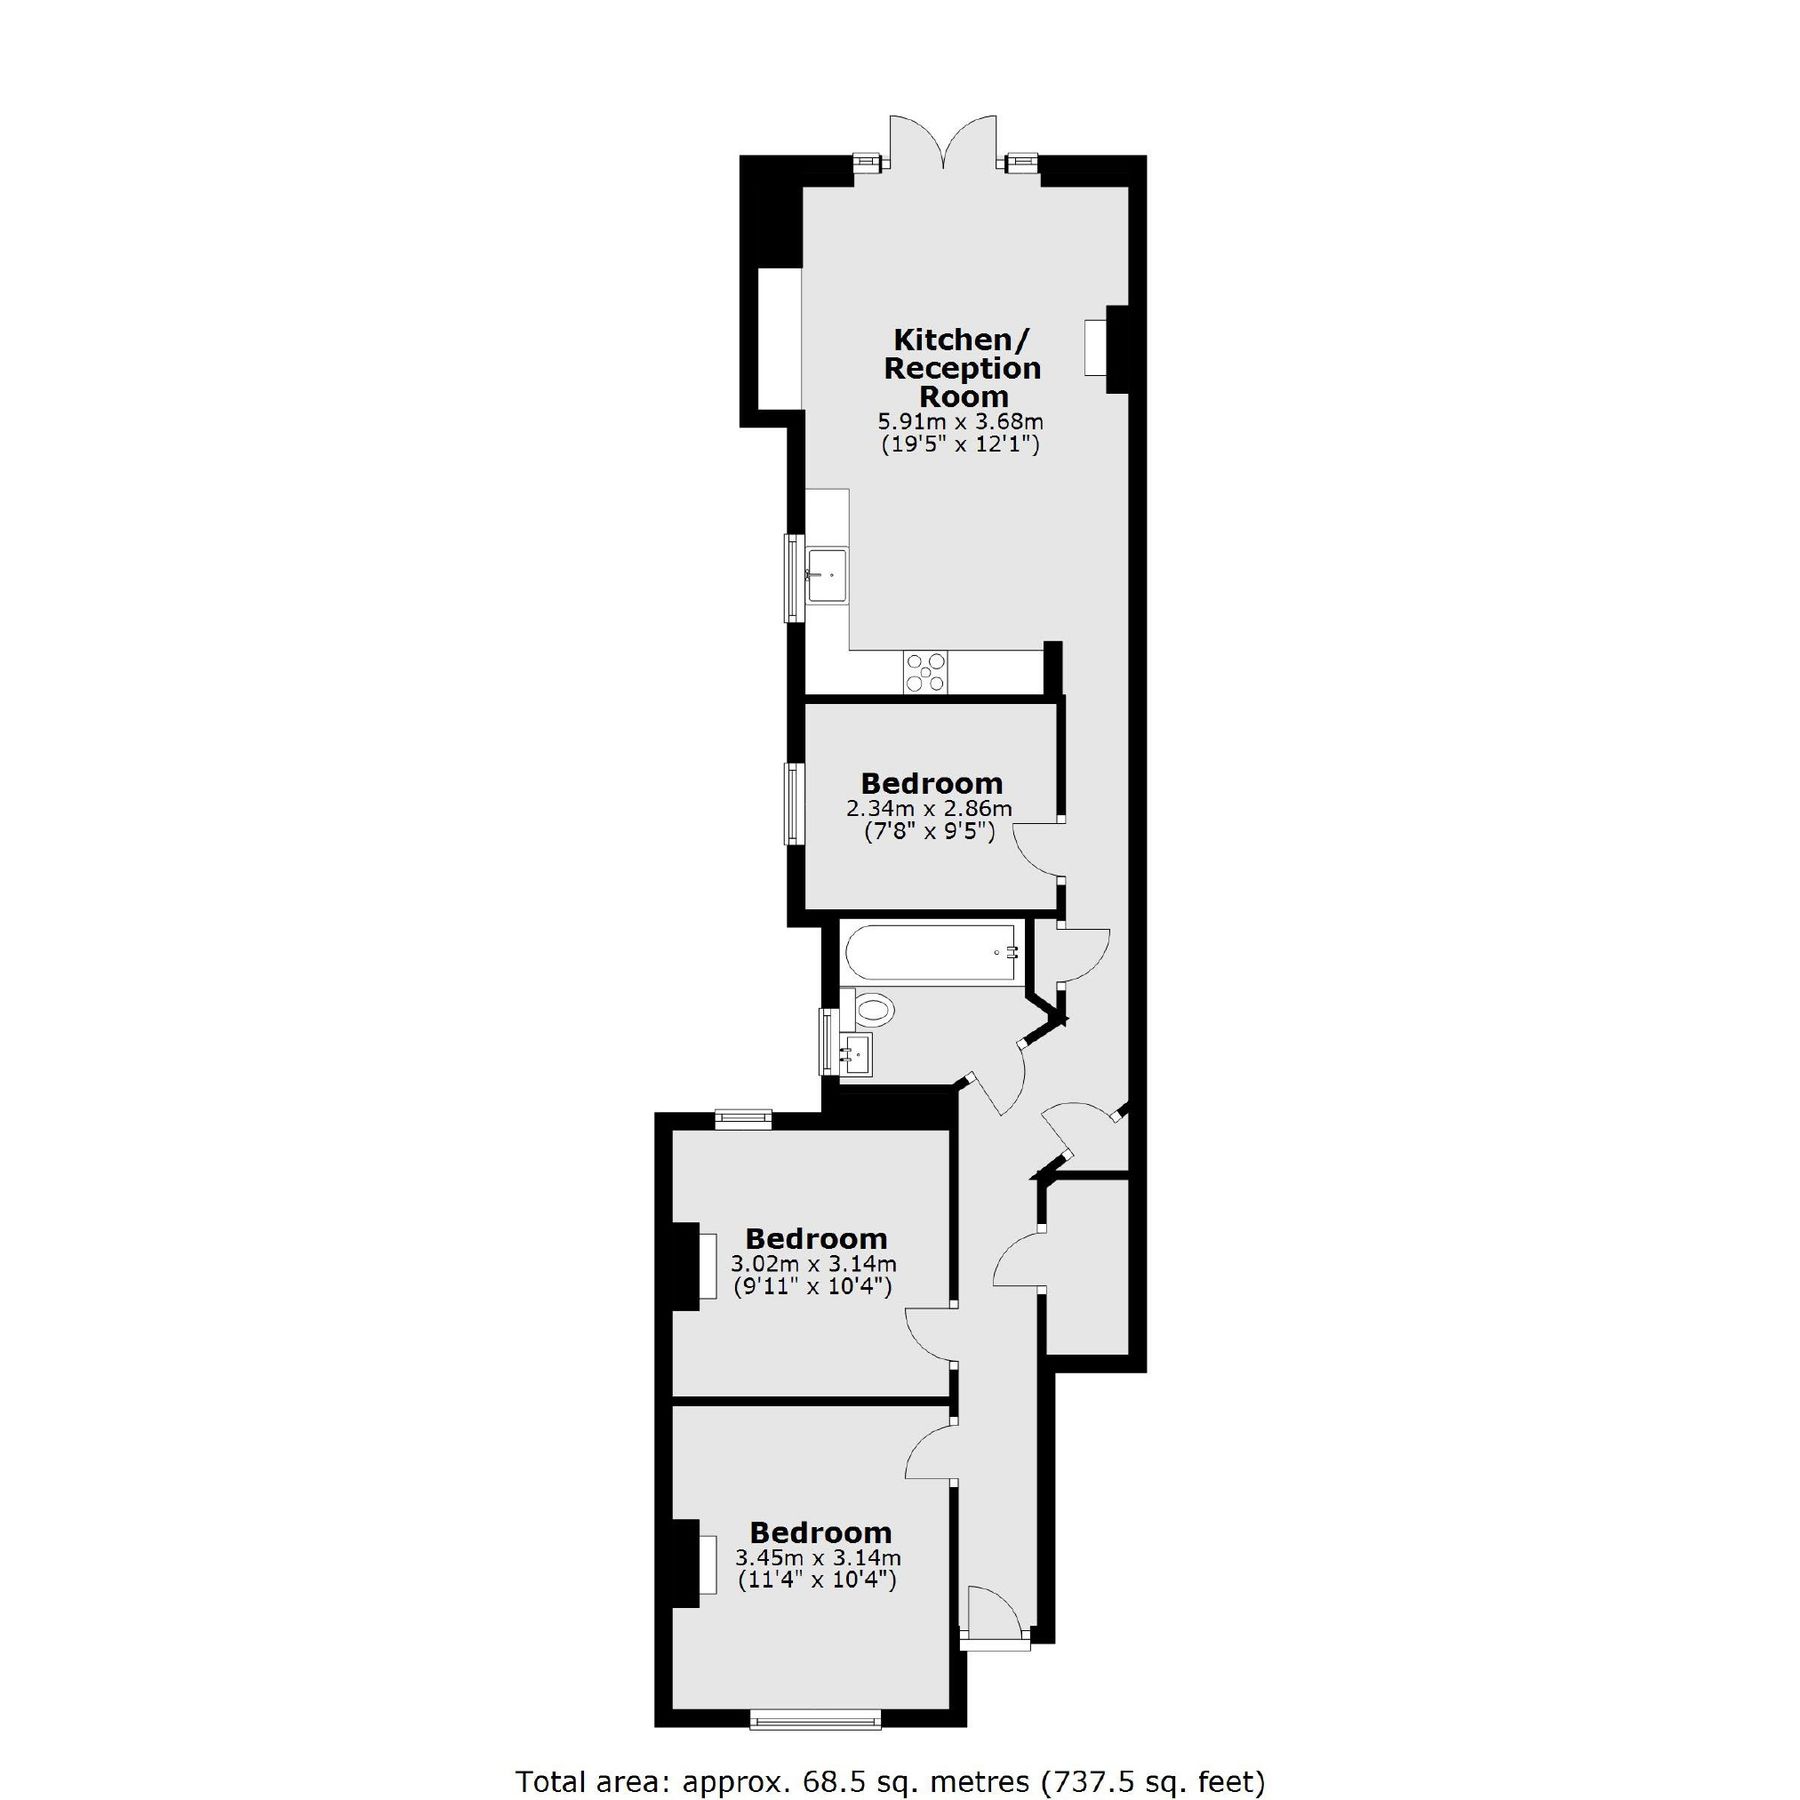 Kitchen/
Reception
Room
5.91m x 3.68m
(19'5" x 12'1")
Bedroom
2.34m x 2.86m
(7'8" x 9'5")
Bedroom
3.02m x 3.14m
(9'11" x 10'4")
Bedroom
3.45m x 3.14m
(11'4" x 10'4")
Total area: approx. 68.5 sq. metres (737.5 sq. feet)